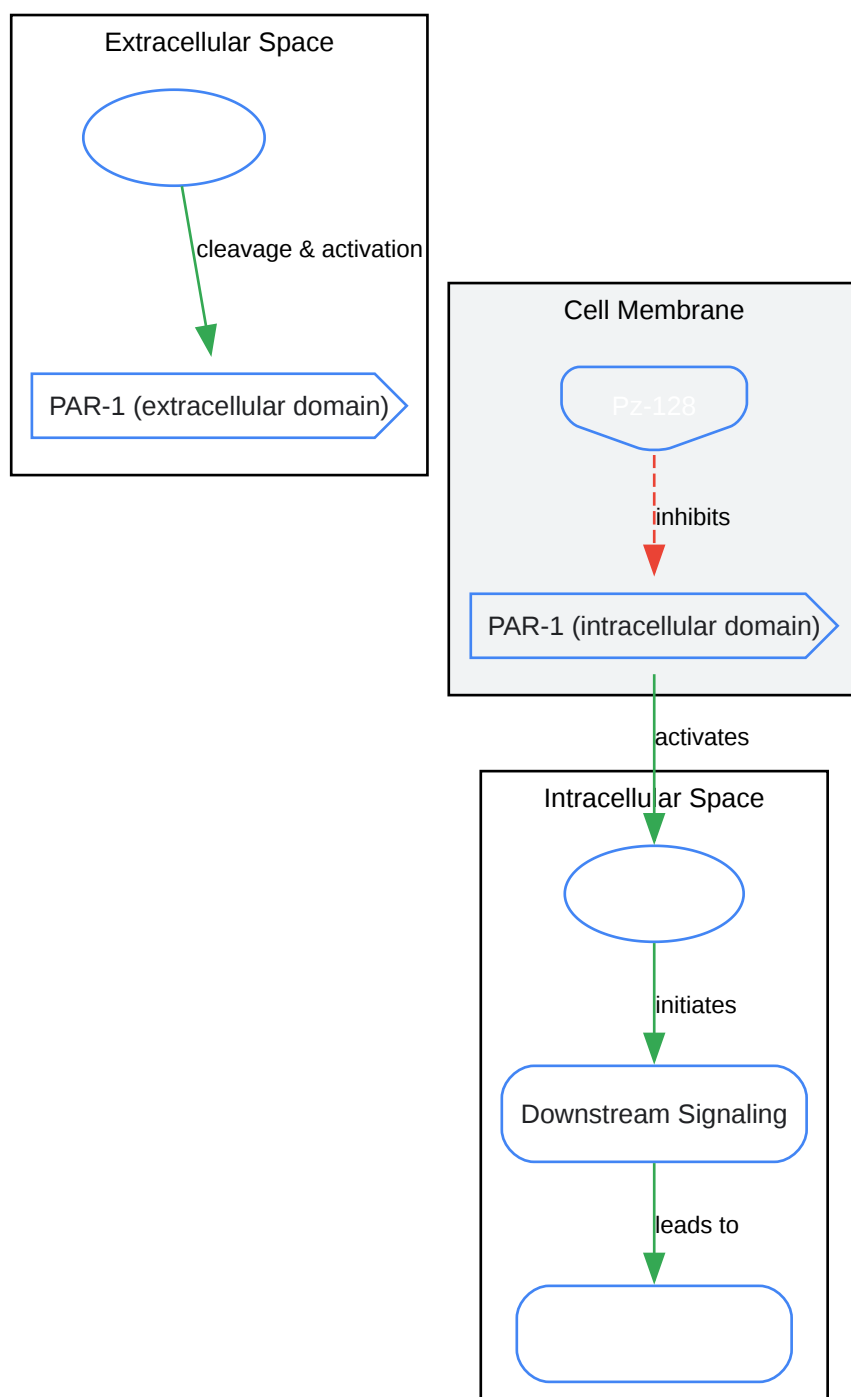 Extracellular Space
cleavage & activation
PAR-1 (extracellular domain)
Cell Membrane
Pz-128
inhibits
PAR-1 (intracellular domain)
activates
Intracellular Space
initiates
Downstream Signaling
leads to